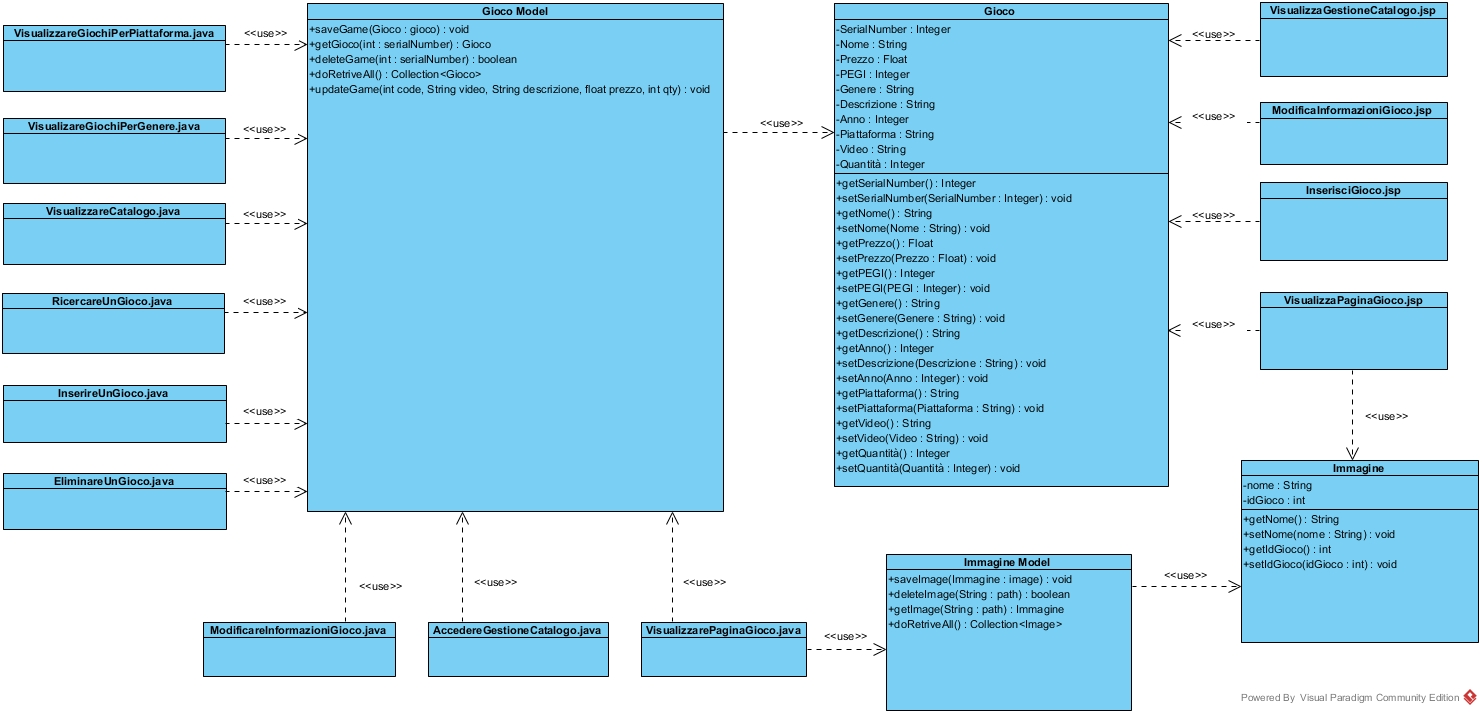 VisualizzareGiochiPerPiattaforma.java
<<use>>
VisualizareGiochiPerGenere.java
<<use>>
VisualizzareCatalogo.java
<<use>>
RicercareUnGioco.java
<<use>>
InserireUnGioco.java
<<use>>
EliminareUnGioco.java
<<use>>
Gioco Model
+saveGame(Gioco : gioco) : void
+getGioco(int : serialNumber) : Gioco
+deleteGame(int : serialNumber) : boolean
+doRetriveAll() : Collection<Gioco>
+updateGame(int code, String video, String descrizione, float prezzo, int qty) : void
<<use>>
Gioco
-SerialNumber : Integer
-Nome : String
-Prezzo : Float
-PEGI : Integer
-Genere : String
-Descrizione : String
-Anno : Integer
-Piattaforma : String
-Video : String
-Quantità : Integer
+getSerialNumber() : Integer
+setSerialNumber(SerialNumber : Integer) : void
+getNome() : String
+setNome(Nome : String) : void
+getPrezzo() : Float
+setPrezzo(Prezzo : Float) : void
+getPEGI() : Integer
+setPEGI(PEGI : Integer) : void
+getGenere() : String
+setGenere(Genere : String) : void
+getDescrizione() : String
+getAnno() : Integer
+setDescrizione(Descrizione : String) : void
+setAnno(Anno : Integer) : void
+getPiattaforma() : String
+setPiattaforma(Piattaforma : String) : void
+getVideo() : String
+setVideo(Video : String) : void
+getQuantità() : Integer
+setQuantità(Quantità : Integer) : void
VisualizzaGestioneCatalogo.jsp
<<use>>
ModificaInformazioniGioco.jsp
<<use>>
InserisciGioco.jsp
<<use>>
VisualizzaPaginaGioco.jsp
<<use>>
<<use>>
Immagine
-nome : String
-idGioco : int
+getNome() : String
+setNome(nome : String) : void
+getIdGioco() : int
+setIdGioco(idGioco : int) : void
<<use>>
<<use>>
<<use>>
ModificareInformazioniGioco.java
AccedereGestioneCatalogo.java
VisualizzarePaginaGioco.java
<<use>>
Immagine Model
+saveImage(Immagine : image) : void
+deleteImage(String : path) : boolean
+getImage(String : path) : Immagine
+doRetriveAll() : Collection<Image>
<<use>>
Powered By Visual Paradigm Community Edition